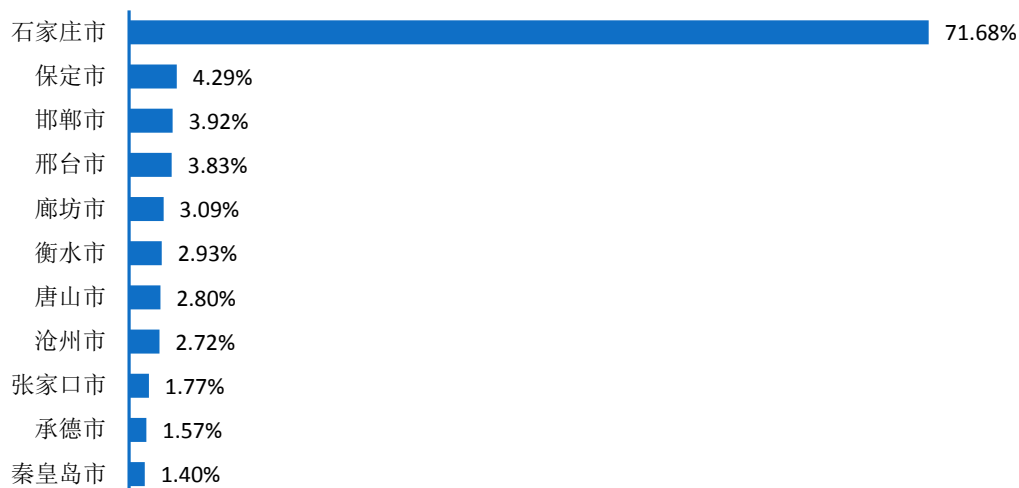 石家庄市 71.68%
保定市 4.29%
邯郸市 3.92%
邢台市 3.83%
廊坊市 3.09%
衡水市 2.93%
唐山市 2.80%
沧州市 2.72%
张家口市 1.77%
承德市 1.57%
秦皇岛市 1.40%